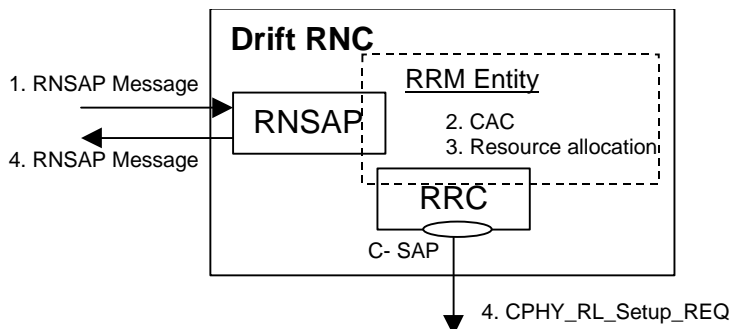 Drift RNC
1. RNSAP Message
RNSAP
4. RNSAP Message
RRM Entity
2. CAC
3. Resource allocation
RRC
C- SAP
4. CPHY_RL_Setup_REQ